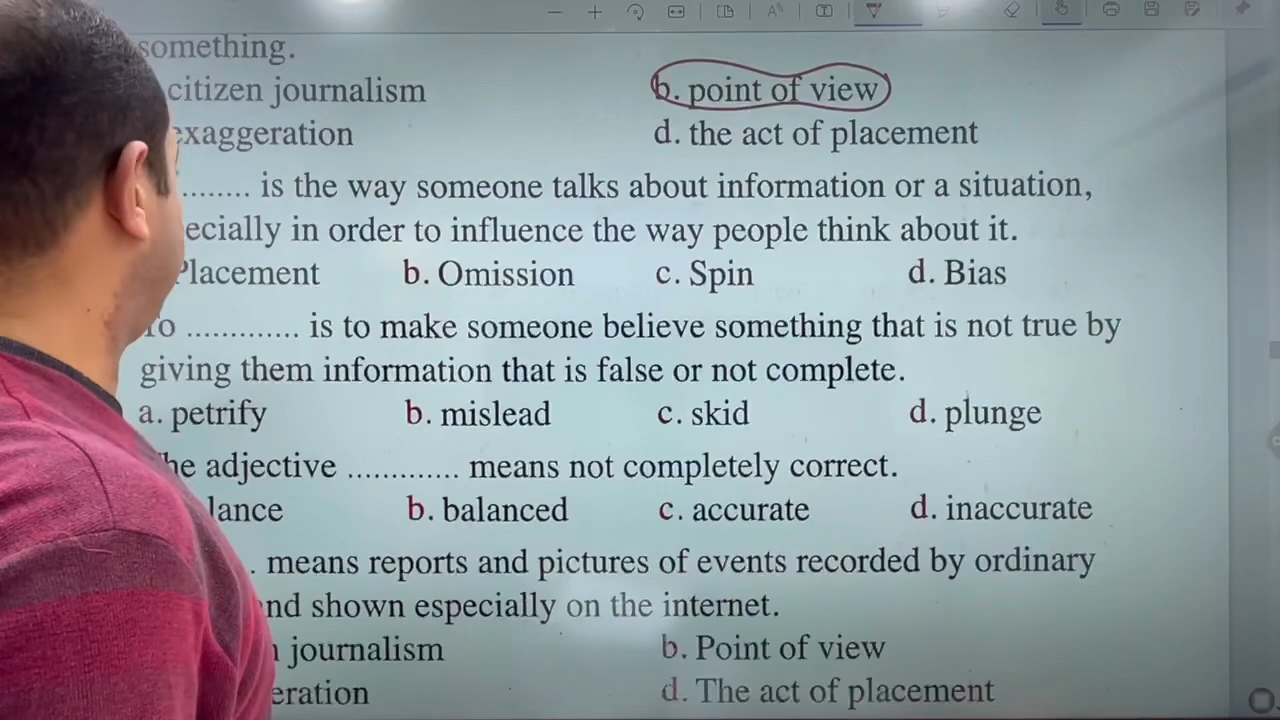 something.
citizen journalism b. point of view
exaggeration d. the act of placement
......... is the way someone talks about information or a situation,
ecially in order to influence the way people think about it.
Placement b. Omission c. Spin d. Bias
To ............. is to make someone believe something that is not true by
giving them information that is false or not complete.
a. petrify b. mislead c. skid d. plunge
The adjective ............. means not completely correct.
lance b. balanced c. accurate d. inaccurate
. means reports and pictures of events recorded by ordinary
nd shown especially on the internet.
journalism b. Point of view
eration d. The act of placement